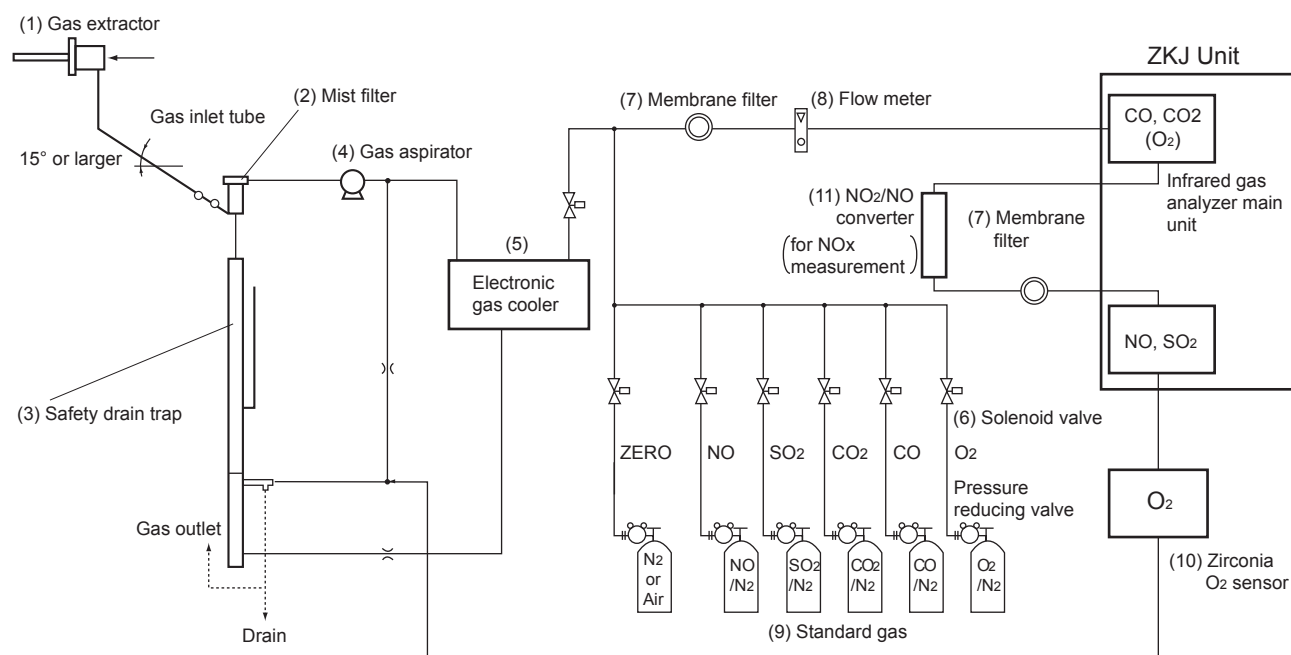 (1) Gas extractor
ZKJ Unit
(2) Mist filter
(7) Membrane filter
(8) Flow meter
CO, CO2
(O2)
Gas inlet tube
15° or larger
(4) Gas aspirator
Infrared gas
analyzer main
unit
(11) NO2/NO
converter
(for NOx
measurement)
(7) Membrane
filter
(5)
Electronic
gas cooler
NO, SO2
(3) Safety drain trap
(6) Solenoid valve
ZERO
NO
SO2
CO2
CO
O2
Pressure
reducing valve
O2
Gas outlet
(10) Zirconia
O2 sensor
N2
or
Air
NO
/N2
SO2
/N2
CO2
/N2
CO
/N2
O2
/N2
(9) Standard gas
Drain